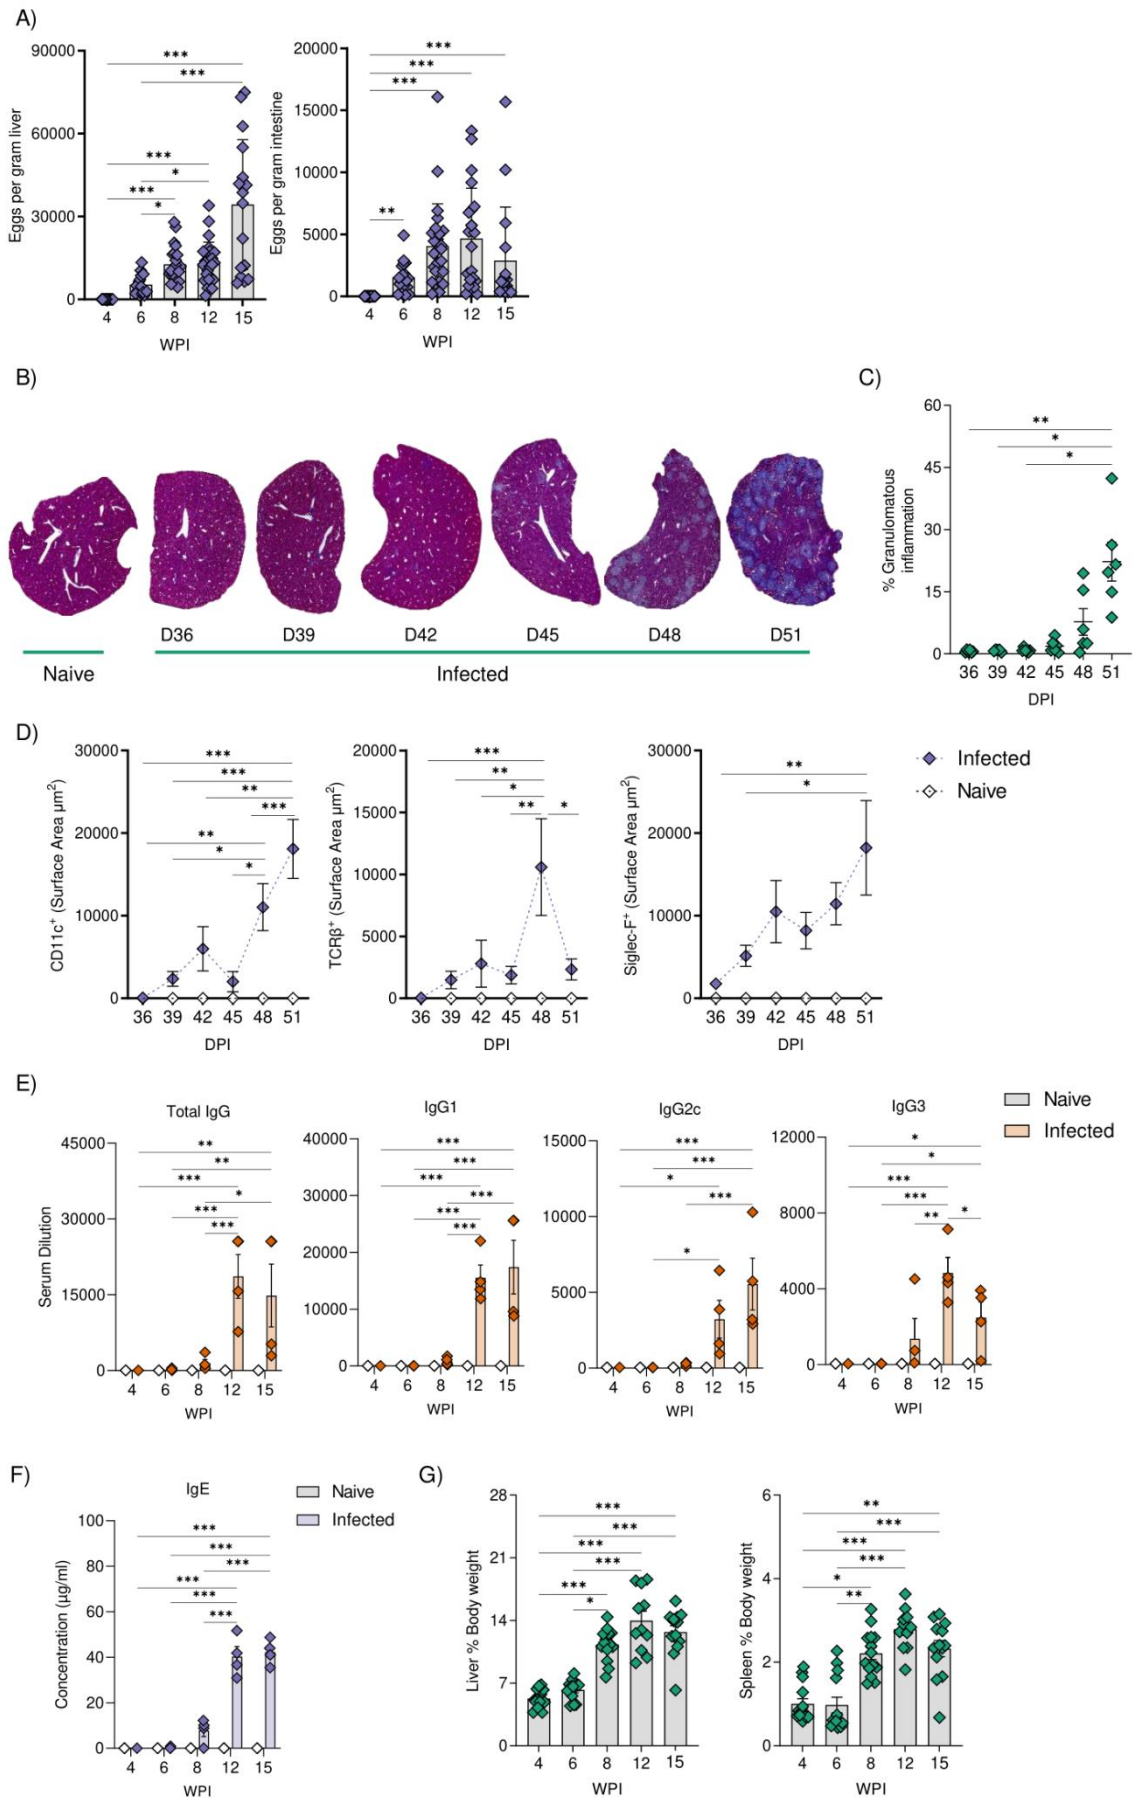 A)
Eggs per gram liver
90000
60000
30000
0
***
***
***
*
***
*
4 6 8 12 15
WPI
Eggs per gram intestine
20000
15000
10000
5000
0
***
***
***
**
4 6 8 12 15
WPI
B)
D36 D39 D42 D45 D48 D51
Naive
Infected
C)
% Granulomatous
inflammation
60
45
30
15
0
**
*
*
36 39 42 45 48 51
DPI
D)
CD11c⁺ (Surface Area µm²)
30000
20000
10000
0
***
***
**
***
**
*
*
36 39 42 45 48 51
DPI
TCRβ⁺ (Surface Area µm²)
20000
15000
10000
5000
0
***
**
*
** *
36 39 42 45 48 51
DPI
Siglec-F⁺ (Surface Area µm²)
30000
20000
10000
0
**
*
36 39 42 45 48 51
DPI
Infected
Naive
E)
Total IgG
Serum Dilution
45000
30000
15000
0
**
**
***
*
***
***
4 6 8 12 15
WPI
IgG1
40000
30000
20000
10000
0
***
***
***
***
***
***
4 6 8 12 15
WPI
IgG2c
15000
10000
5000
0
***
***
*
***
*
4 6 8 12 15
WPI
IgG3
12000
8000
4000
0
*
*
***
***
** *
4 6 8 12 15
WPI
Naive
Infected
F)
IgE
Concentration (µg/ml)
100
80
60
40
20
0
***
***
***
***
***
***
4 6 8 12 15
WPI
Naive
Infected
G)
Liver % Body weight
28
21
14
7
0
***
***
***
***
***
*
4 6 8 12 15
WPI
Spleen % Body weight
6
4
2
0
**
***
***
***
*
**
4 6 8 12 15
WPI